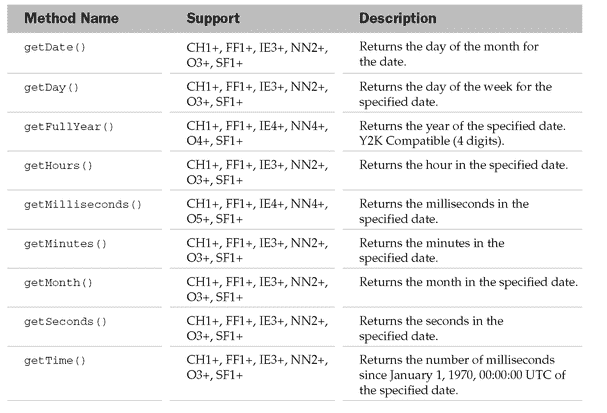 Method Name Support Description
getDate() CH1+, FF1+, IE3+, NN2+, Returns the day of the month for
O3+, SF1+ the date.
getDay() CH1+, FF1+, IE3+, NN2+, Returns the day of the week for the
O3+, SF1+ specified date.
getFullYear() CH1+, FF1+, IE4+, NN4+, Returns the year of the specified date.
O4+, SF1+ Y2K Compatible (4 digits).
getHours() CH1+, FF1+, IE3+, NN2+, Returns the hour in the specified date.
O3+, SF1+
getMilliseconds() CH1+, FF1+, IE4+, NN4+, Returns the milliseconds in the
O5+, SF1+ specified date.
getMinutes() CH1+, FF1+, IE3+, NN2+, Returns the minutes in the
O3+, SF1+ specified date.
getMonth() CH1+, FF1+, IE3+, NN2+, Returns the month in the specified date.
O3+, SF1+
getSeconds() CH1+, FF1+, IE3+, NN2+, Returns the seconds in the
O3+, SF1+ specified date.
getTime() CH1+, FF1+, IE3+, NN2+, Returns the number of milliseconds
O3+, SF1+ since January 1, 1970, 00:00:00 UTC of
the specified date.